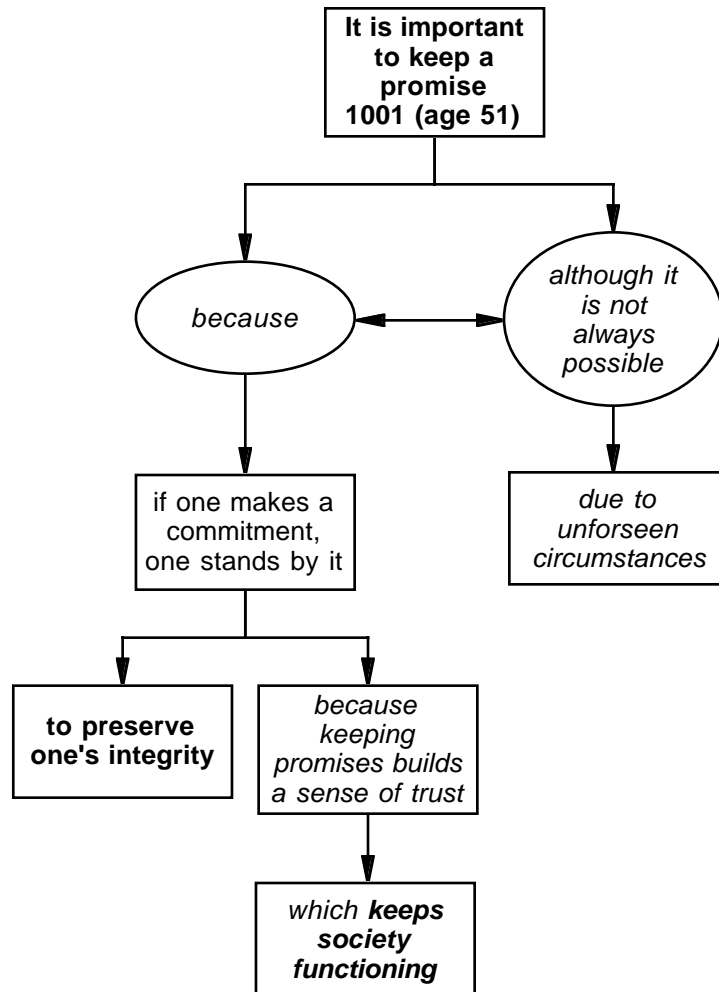 It is important
to keep a
promise
1001 (age 51)
because
although it
is not
always
possible
if one makes a
commitment,
one stands by it
due to
unforseen
circumstances
to preserve
one's integrity
because
keeping
promises builds
a sense of trust
which keeps
society
functioning